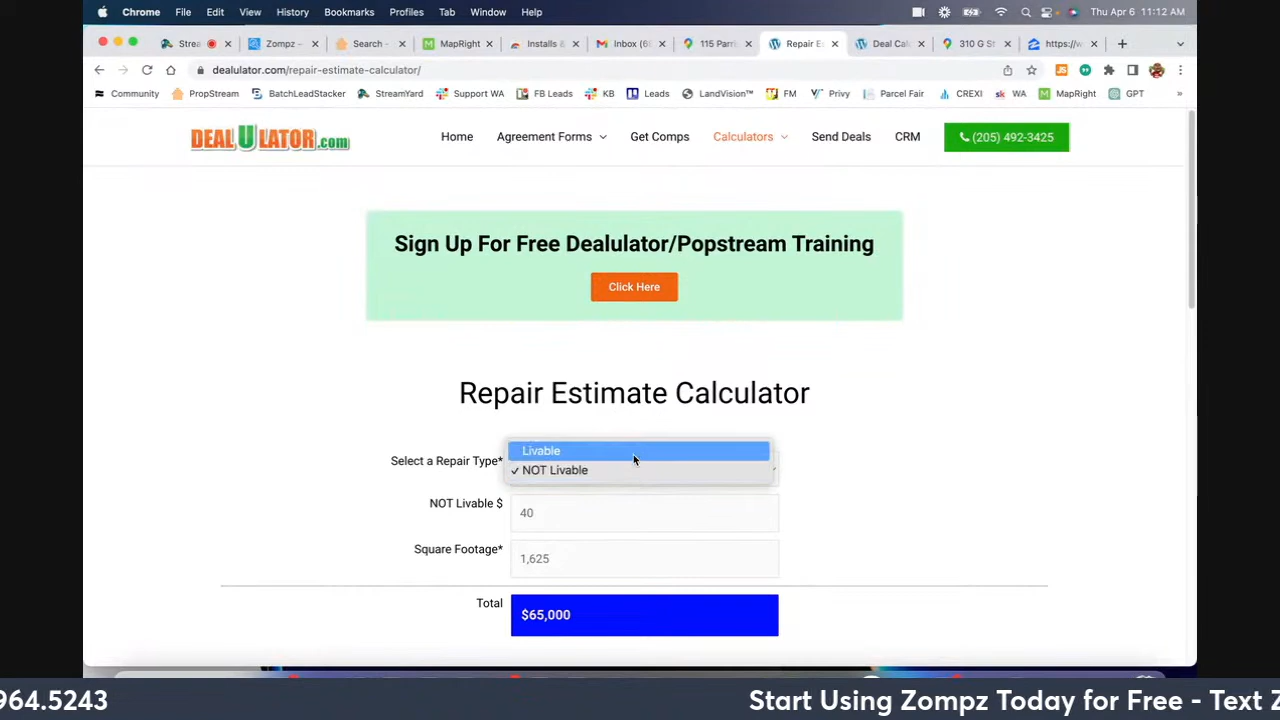 Chrome File Edit View History Bookmarks Profiles Tab Window Help Thu Apr 6 11:12 AM
Strea Zompz - Search - MapRight Installs & Inbox (6 115 Parri Repair Es Deal Cal 310 G St https://w
dealulator.com/repair-estimate-calculator/
Community PropStream BatchLeadStacker StreamYard Support WA FB Leads KB Leads LandVision™ FM Privy Parcel Fair CREXI WA MapRight GPT »
DEALULATOR.com Home Agreement Forms Get Comps Calculators Send Deals CRM (205) 492-3425
Sign Up For Free Dealulator/Popstream Training
Click Here
Repair Estimate Calculator
Livable
Select a Repair Type*
✓ NOT Livable
NOT Livable $ 40
Square Footage* 1,625
Total $65,000
964.5243 Start Using Zompz Today for Free - Text Z